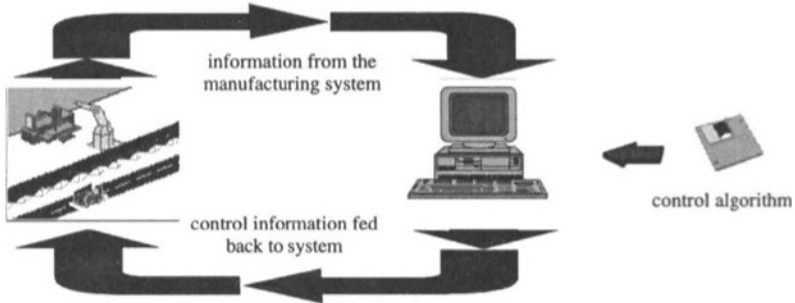 information from the
manufacturing system
control algorithm
control information fed
back to system